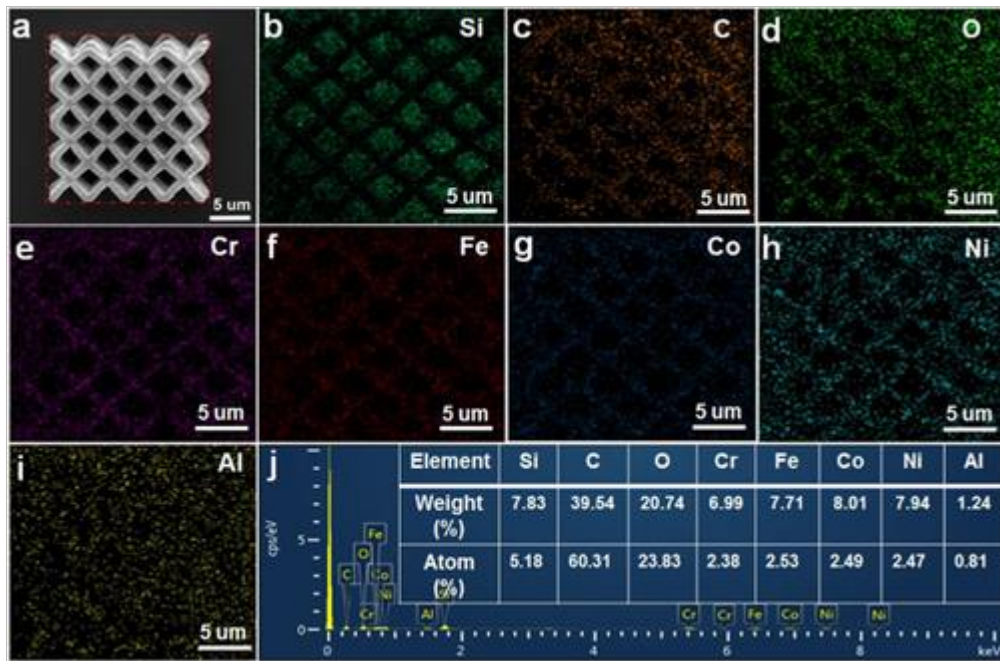 a
5 um
b Si
5 um
c C
5 um
d O
5 um
e Cr
5 um
f Fe
5 um
g Co
5 um
h Ni
5 um
i Al
5 um
j
Element Si C O Cr Fe Co Ni Al
Weight (%) 7.83 39.54 20.74 6.99 7.71 8.01 7.94 1.24
Atom (%) 5.18 60.31 23.83 2.38 2.53 2.49 2.47 0.81
cps/eV
5
0
Fe
O
C Co
Ni
Cr Al Cr Cr Fe Co Ni Ni
0 2 4 6 8 keV